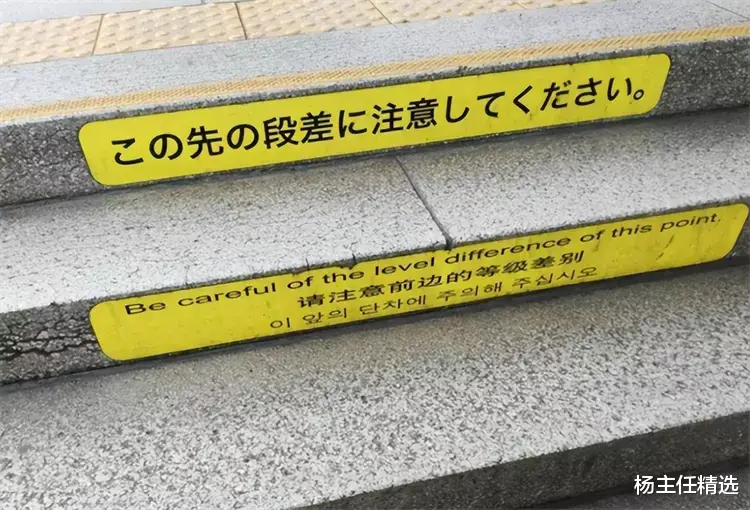 この先の段差に注意してください。
Be careful of the level difference of this point.
请注意前边的等级差别
이 앞의 단차에 주의해 주십시오
杨主任精选